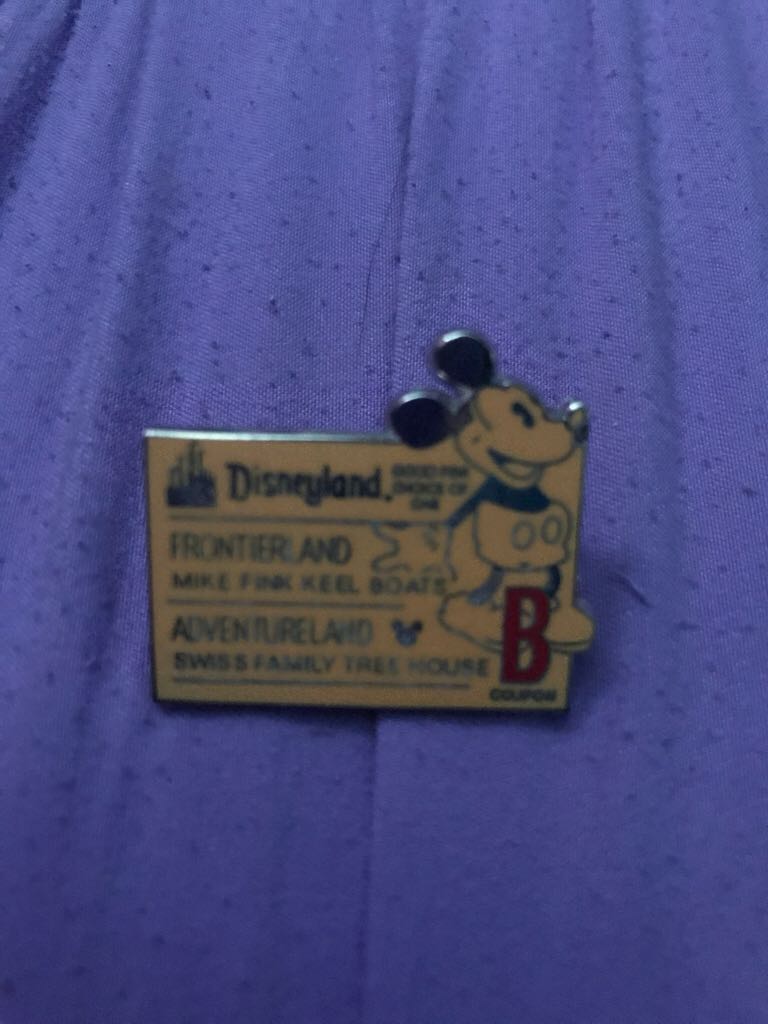 Disneyland.
GOOD FOR
CHOICE OF
ONE
FRONTIERLAND
MIKE FINK KEEL BOATS
ADVENTURELAND
SWISS FAMILY TREE HOUSE
B
COUPON